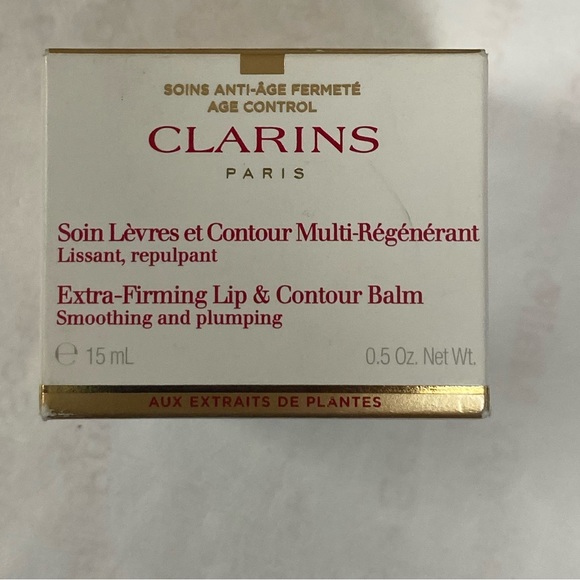 SOINS ANTI-ÂGE FERMETÉ
AGE CONTROL
CLARINS
PARIS
Soin Lèvres et Contour Multi-Régénérant
Lissant, repulpant
Extra-Firming Lip & Contour Balm
Smoothing and plumping
℮ 15 mL 0.5 Oz. Net Wt.
AUX EXTRAITS DE PLANTES